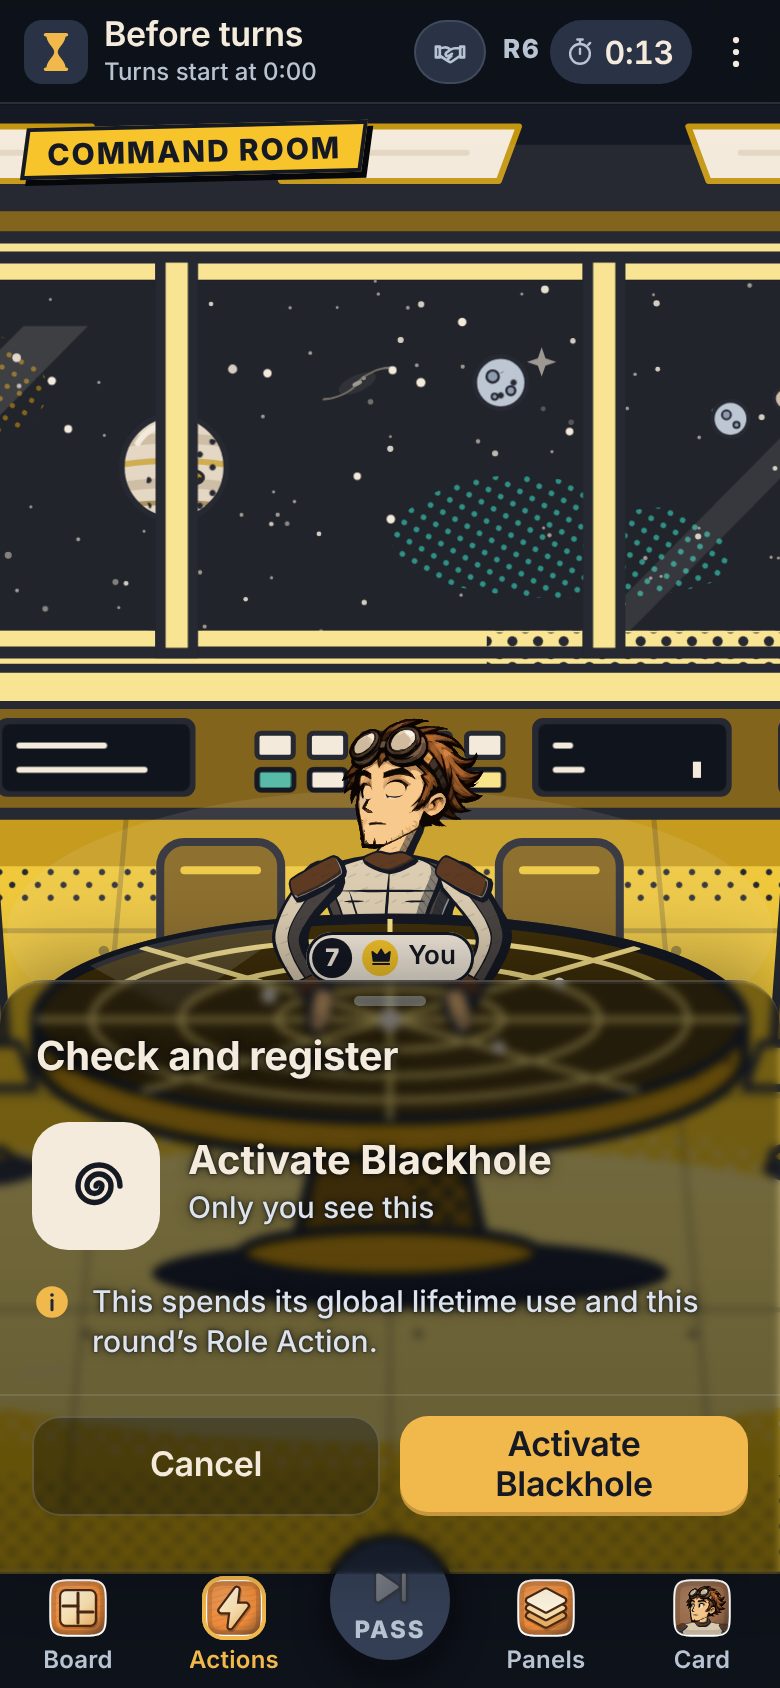 Before turns
Turns start at 0:00
R6
0:13
COMMAND ROOM
7 You
Check and register
Activate Blackhole
Only you see this
This spends its global lifetime use and this
round’s Role Action.
Cancel
Activate
Blackhole
PASS
Board
Actions
Panels
Card